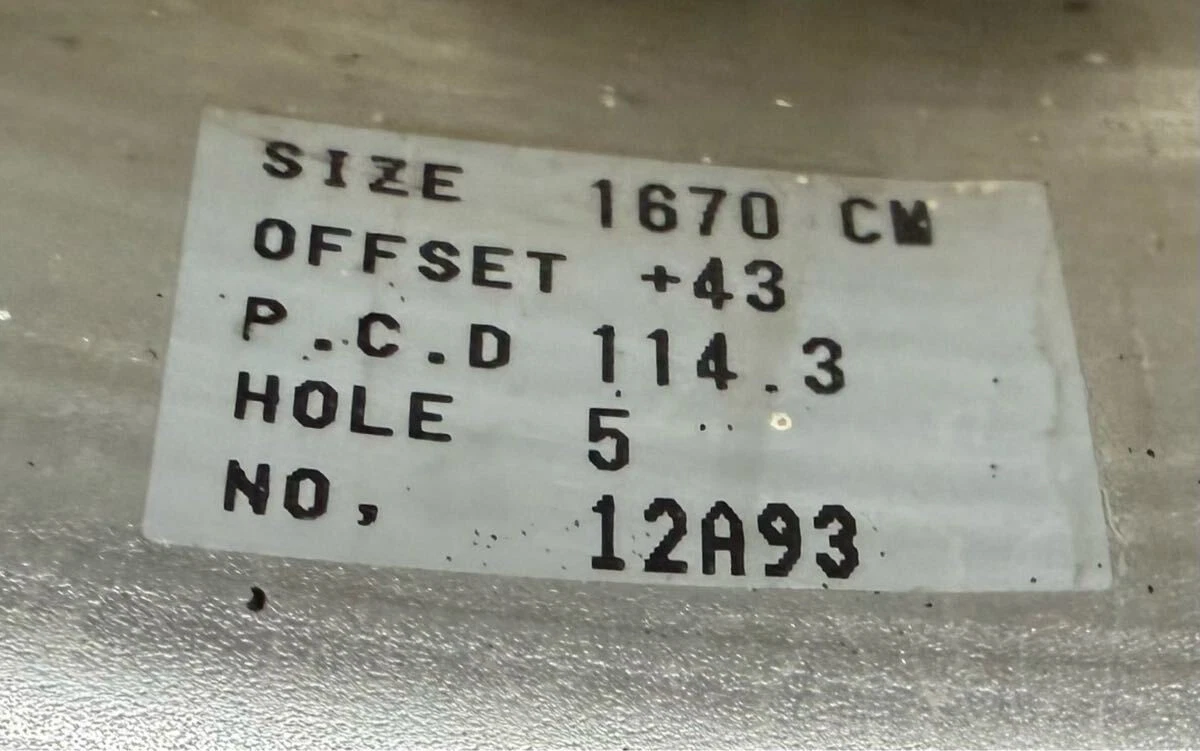 SIZE 1670 CM
OFFSET +43
P.C.D 114.3
HOLE 5
NO, 12A93